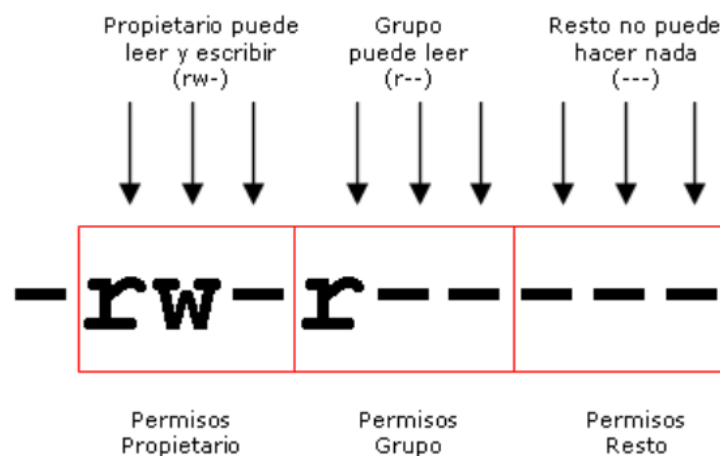 Propietario puede
leer y escribir
(rw-)
Grupo
puede leer
(r--)
Resto no puede
hacer nada
(---)
-rw-r-----
Permisos
Propietario
Permisos
Grupo
Permisos
Resto